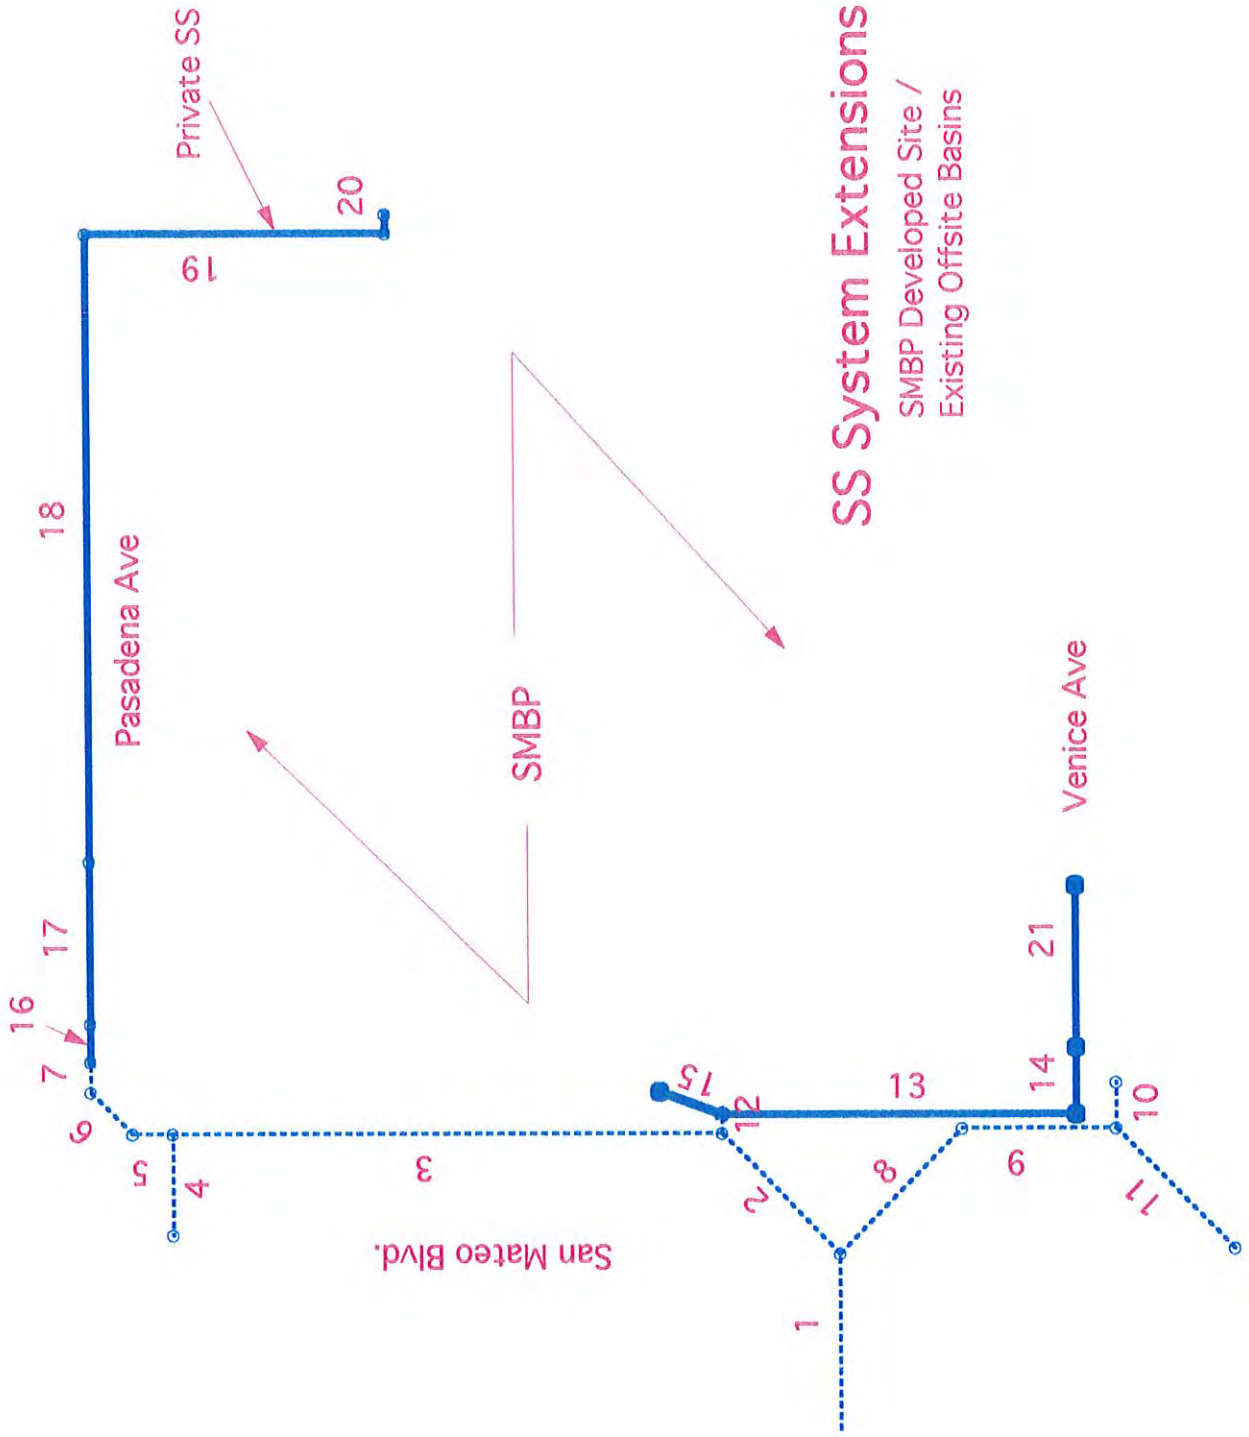 Private SS
20
19
18
Pasadena Ave
17
16
7
6
5
4
3
San Mateo Blvd.
SMBP
SS System Extensions
SMBP Developed Site /
Existing Offsite Basins
15
12
13
2
8
1
9
14
21
Venice Ave
10
11